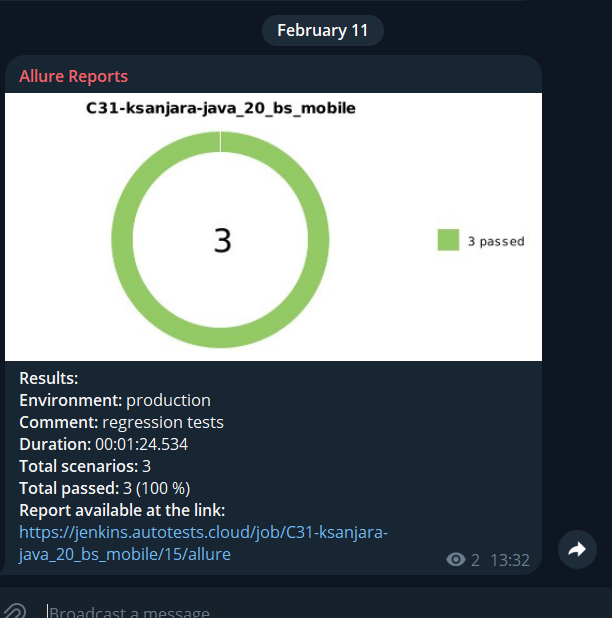 February 11
Allure Reports
C31-ksanjara-java_20_bs_mobile
3
3 passed
Results:
Environment: production
Comment: regression tests
Duration: 00:01:24.534
Total scenarios: 3
Total passed: 3 (100 %)
Report available at the link:
https://jenkins.autotests.cloud/job/C31-ksanjara-
java_20_bs_mobile/15/allure
2 13:32
Broadcast a message